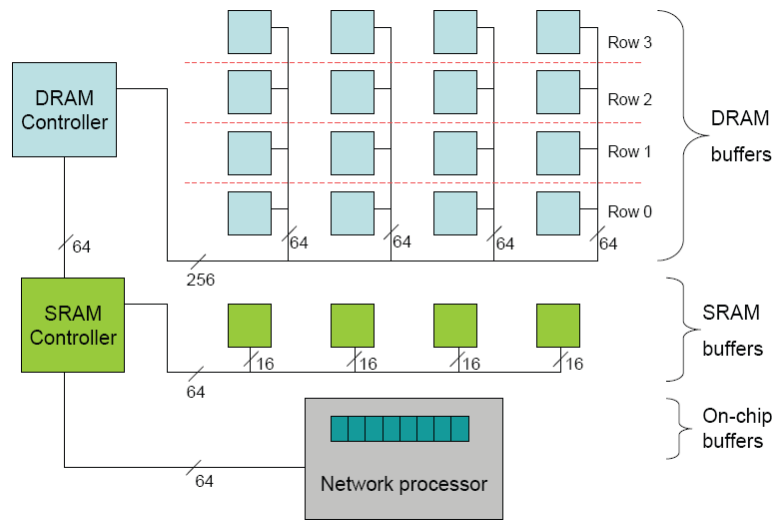 Row 3
DRAM
Controller
Row 2
DRAM
buffers
Row 1
Row 0
64
64
64
64
64
256
SRAM
Controller
SRAM
buffers
16
16
16
16
64
On-chip
buffers
64
Network processor